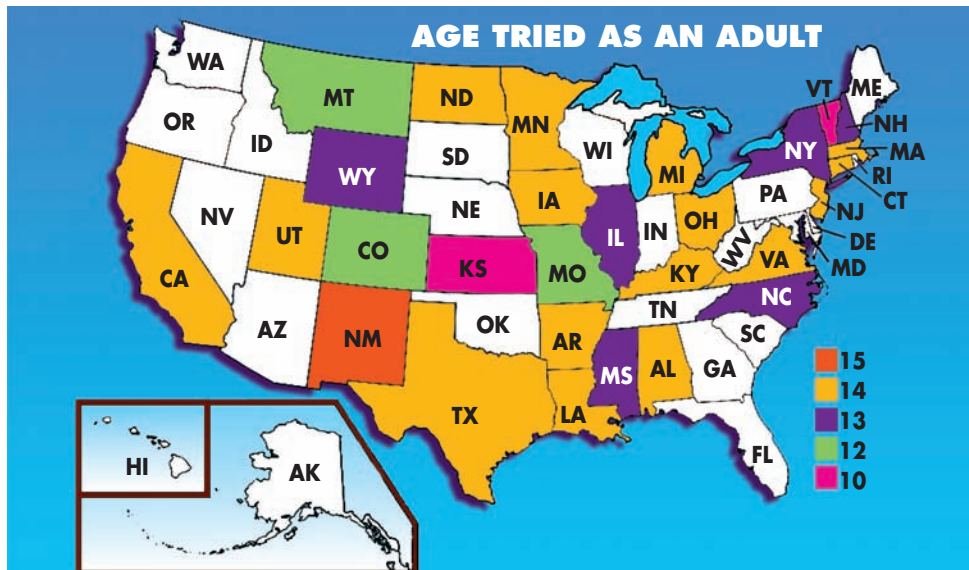 AGE TRIED AS AN ADULT
WA
MT
ND
MN
VT
ME
OR
ID
SD
WI
NH
WY
NY
MA
MI
RI
NE
IA
PA
CT
NV
UT
CO
IL
IN
OH
NJ
KS
MO
WV
VA
DE
MD
CA
KY
NC
AZ
NM
OK
AR
TN
SC
MS
AL
GA
TX
LA
FL
HI
AK
15
14
13
12
10